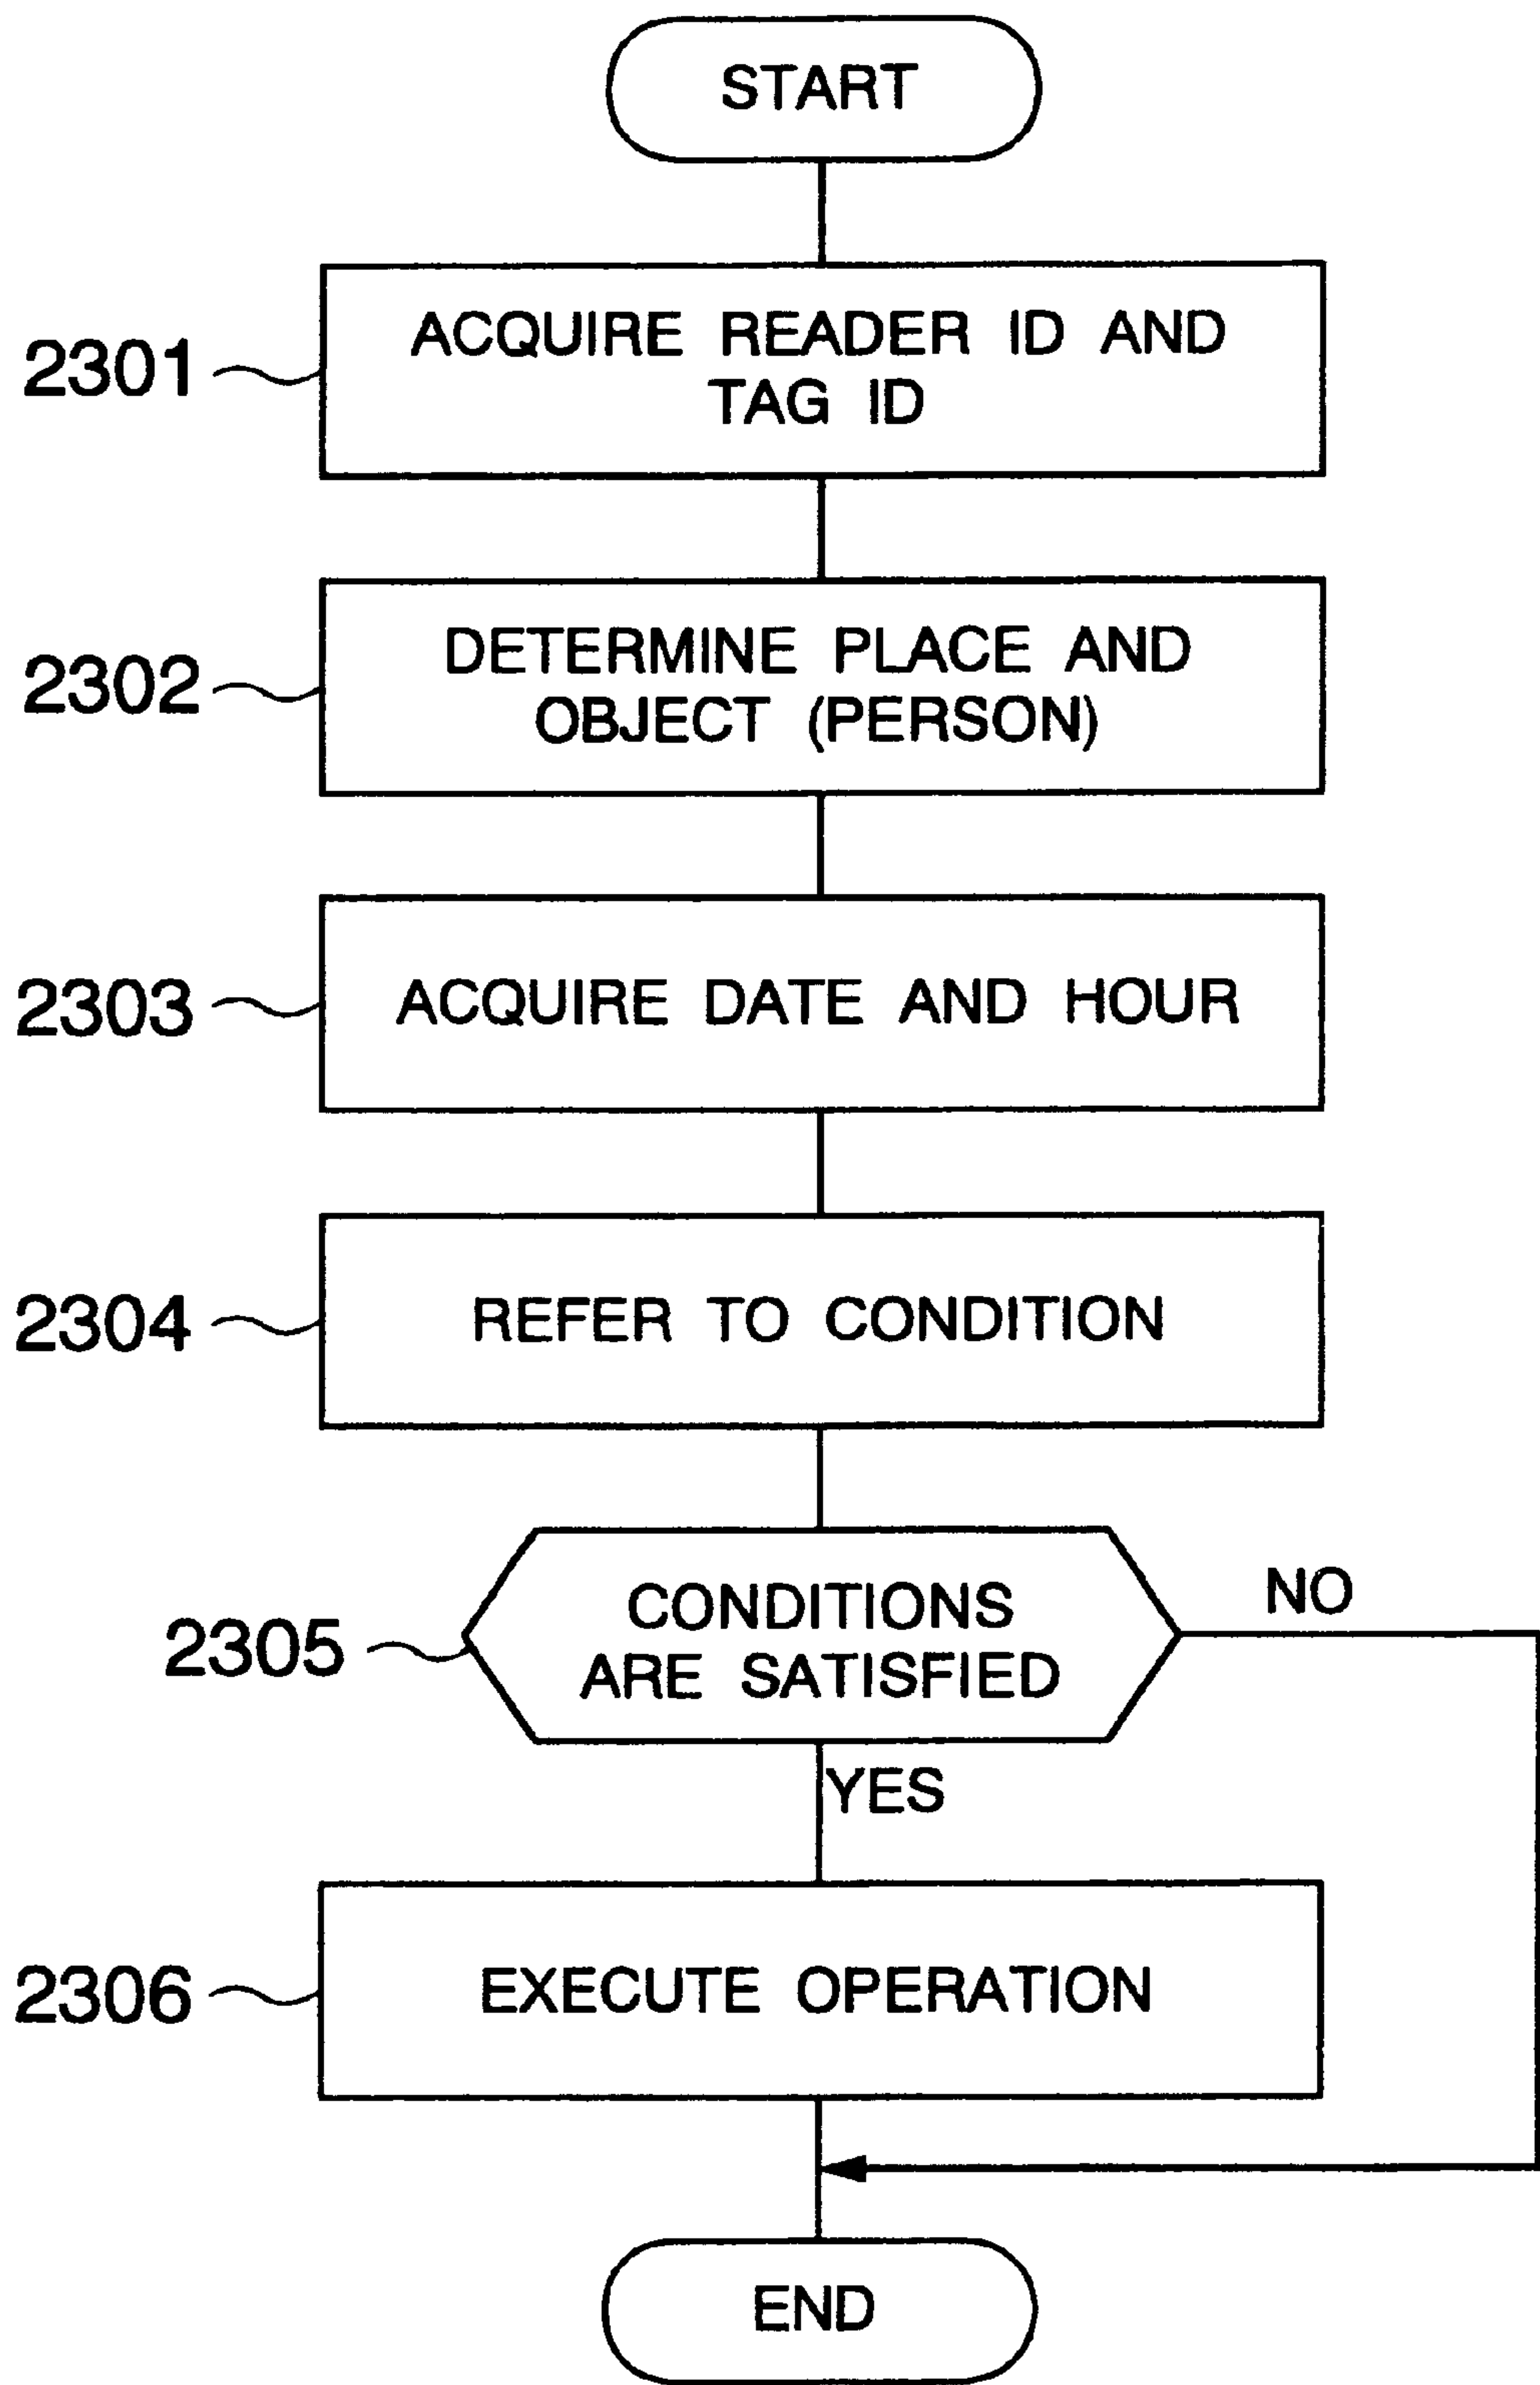 START
2301
ACQUIRE READER ID AND
TAG ID
2302
DETERMINE PLACE AND
OBJECT (PERSON)
2303
ACQUIRE DATE AND HOUR
2304
REFER TO CONDITION
2305
CONDITIONS
ARE SATISFIED
NO
YES
2306
EXECUTE OPERATION
END